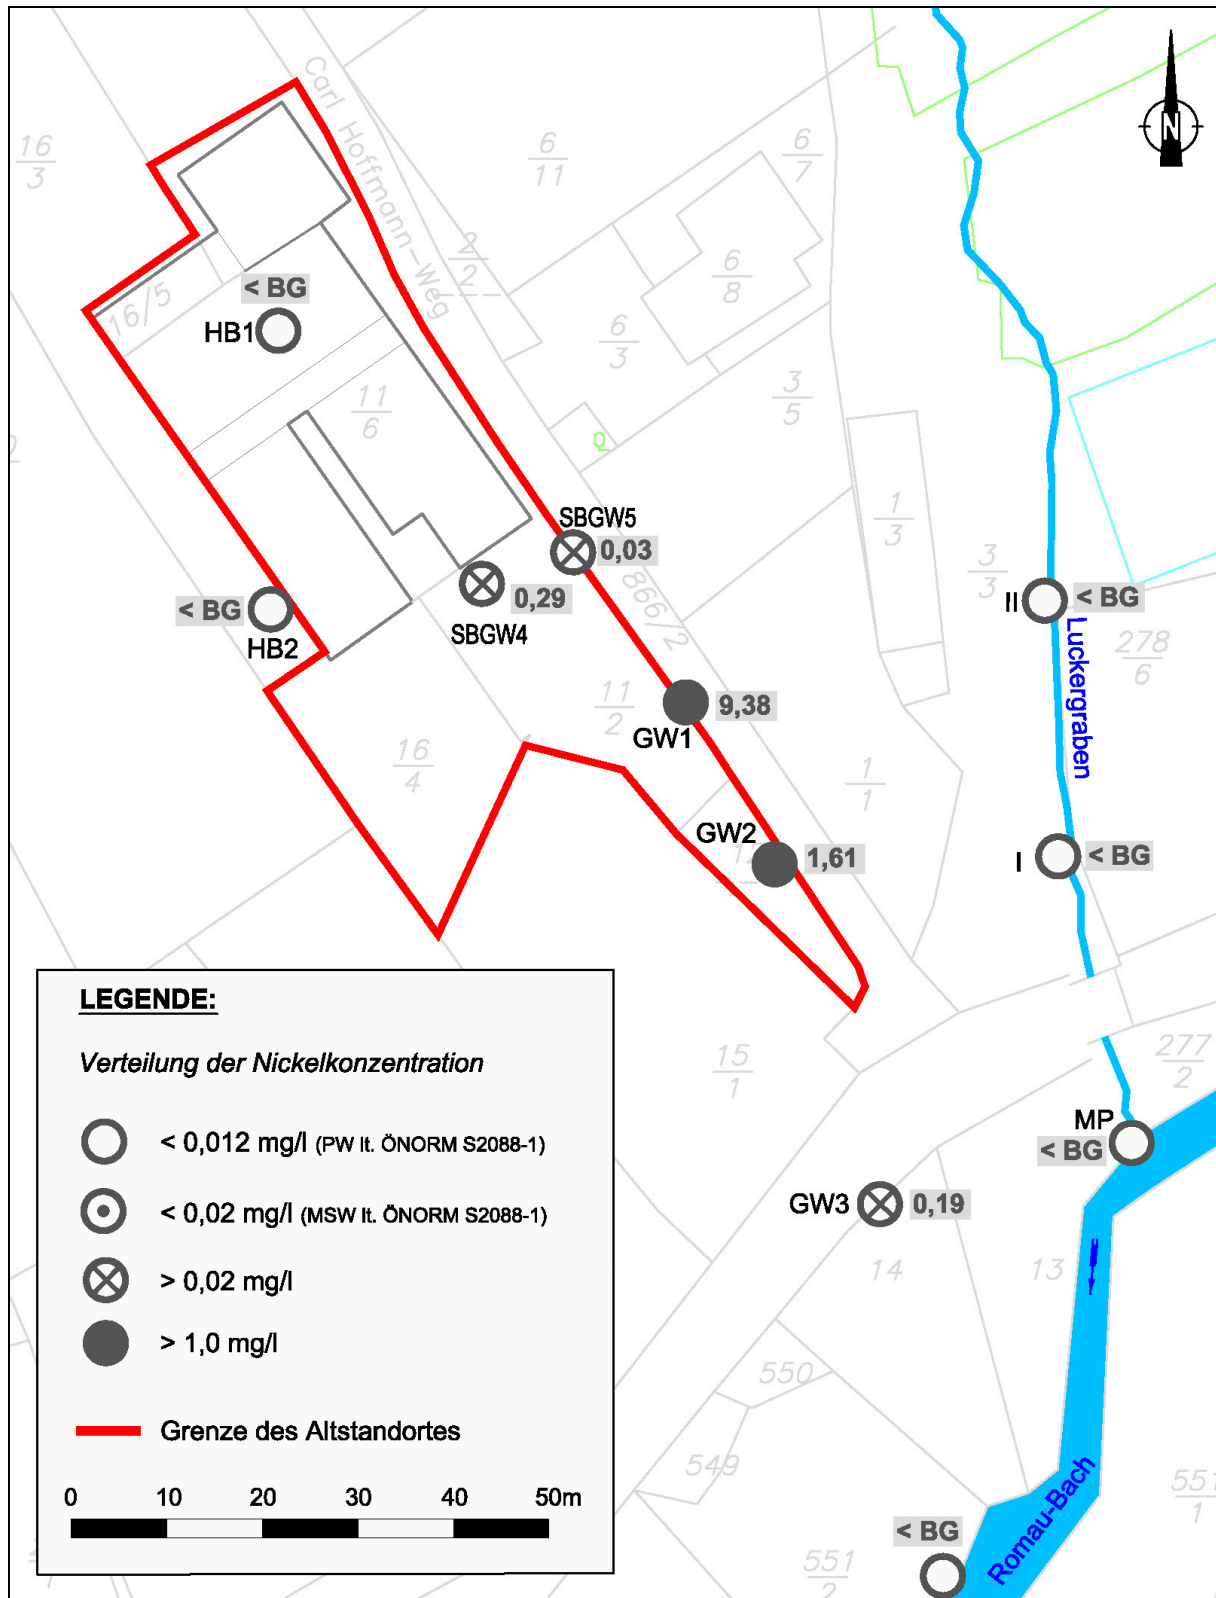 N
Carl Hoffmann-Weg
16
3
6
11
6
7
2
2
6
8
16/5
< BG
HB1
6
3
11
6
3
5
Q
1
3
3
3
SBGW5
0,03
866/2
0,29
SBGW4
< BG
HB2
II
< BG
Luckergraben
278
6
11
2
9,38
GW1
16
4
1
1
GW2
1,61
I
< BG
15
1
277
2
MP
< BG
GW3
0,19
14
13
550
549
551
1
Romau-Bach
< BG
551
2
LEGENDE:
Verteilung der Nickelkonzentration
< 0,012 mg/l (PW lt. ÖNORM S2088-1)
< 0,02 mg/l (MSW lt. ÖNORM S2088-1)
> 0,02 mg/l
> 1,0 mg/l
Grenze des Altstandortes
0 10 20 30 40 50m